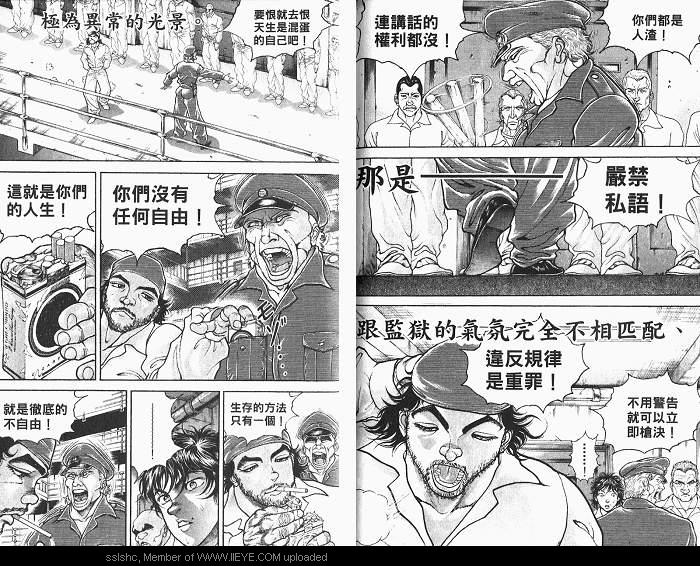 你們都是
人渣！
連講話的
權利都沒！
嚴禁
私語！
那是──
跟監獄的氣氛完全不相匹配、
違反規律
是重罪！
不用警告
就可以立
即槍決！
………
要恨就去恨
天生是混蛋
的自己吧！
極為異常的光景。
你們沒有
任何自由！
這就是你們
的人生！
生存的方法
只有一個！
就是徹底的
不自由！
sslshc, Member of WWW.IIEYE.COM uploaded